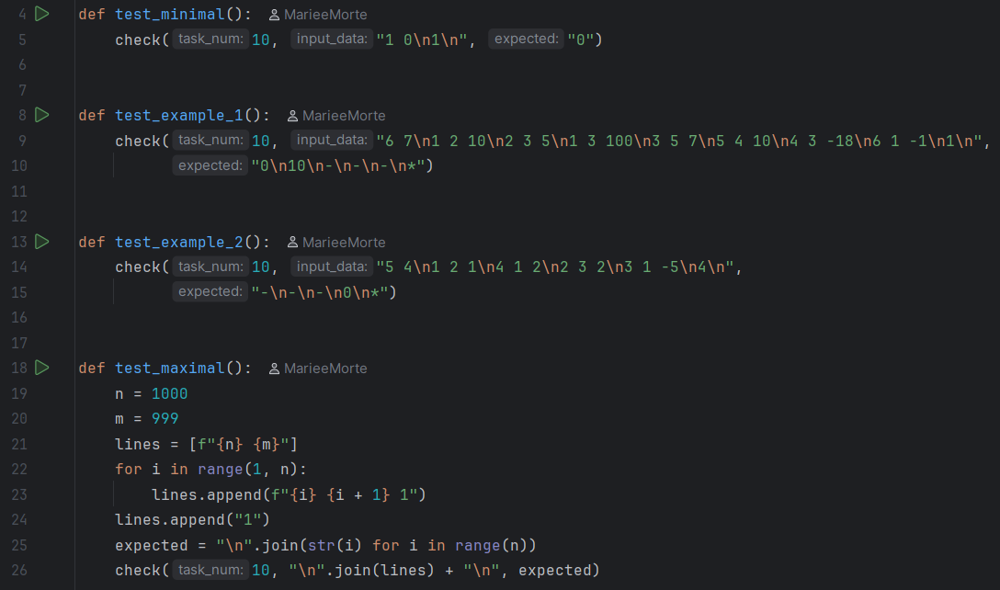 4 def test_minimal(): MarieeMorte
5 check( task_num: 10, input_data: "1 0\n1\n", expected: "0")
6
7
8 def test_example_1(): MarieeMorte
9 check( task_num: 10, input_data: "6 7\n1 2 10\n2 3 5\n1 3 100\n3 5 7\n5 4 10\n4 3 -18\n6 1 -1\n1\n",
10 expected: "0\n10\n-\n-\n-\n*")
11
12
13 def test_example_2(): MarieeMorte
14 check( task_num: 10, input_data: "5 4\n1 2 1\n4 1 2\n2 3 2\n3 1 -5\n4\n",
15 expected: "-\n-\n-\n0\n*")
16
17
18 def test_maximal(): MarieeMorte
19 n = 1000
20 m = 999
21 lines = [f"{n} {m}"]
22 for i in range(1, n):
23 lines.append(f"{i} {i + 1} 1")
24 lines.append("1")
25 expected = "\n".join(str(i) for i in range(n))
26 check( task_num: 10, "\n".join(lines) + "\n", expected)